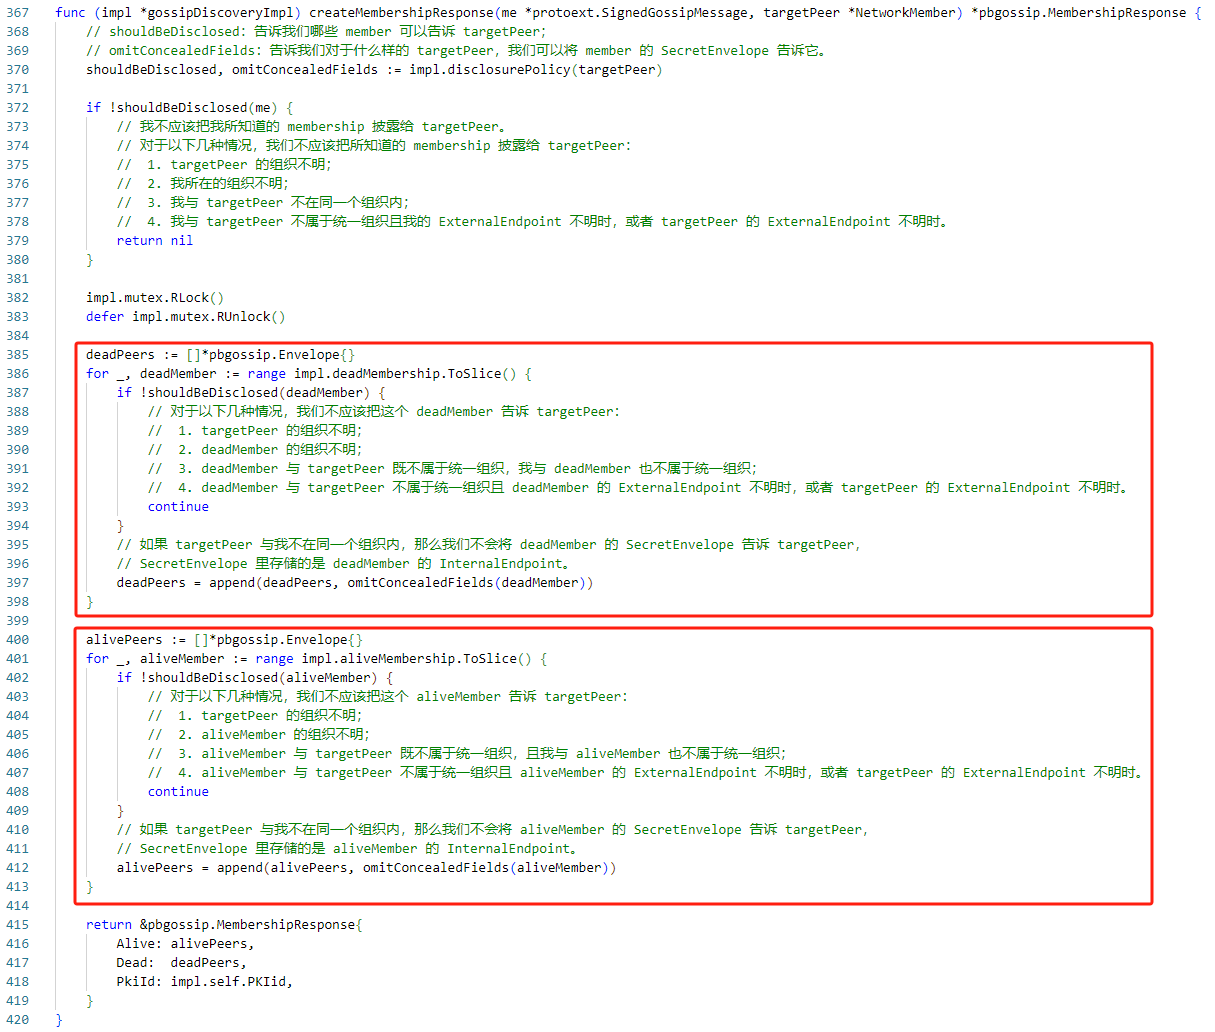 367 func (impl *gossipDiscoveryImpl) createMembershipResponse(me *protoext.SignedGossipMessage, targetPeer *NetworkMember) *pbgossip.MembershipResponse {
368     // shouldBeDisclosed：告诉我们哪些 member 可以告诉 targetPeer；
369     // omitConcealedFields：告诉我们对于什么样的 targetPeer，我们可以将 member 的 SecretEnvelope 告诉它。
370     shouldBeDisclosed, omitConcealedFields := impl.disclosurePolicy(targetPeer)
371
372     if !shouldBeDisclosed(me) {
373         // 我不应该把我所知道的 membership 披露给 targetPeer。
374         // 对于以下几种情况，我们不应该把所知道的 membership 披露给 targetPeer：
375         //  1. targetPeer 的组织不明；
376         //  2. 我所在的组织不明；
377         //  3. 我与 targetPeer 不在同一个组织内；
378         //  4. 我与 targetPeer 不属于统一组织且我的 ExternalEndpoint 不明时，或者 targetPeer 的 ExternalEndpoint 不明时。
379         return nil
380     }
381
382     impl.mutex.RLock()
383     defer impl.mutex.RUnlock()
384
385     deadPeers := []*pbgossip.Envelope{}
386     for _, deadMember := range impl.deadMembership.ToSlice() {
387         if !shouldBeDisclosed(deadMember) {
388             // 对于以下几种情况，我们不应该把这个 deadMember 告诉 targetPeer：
389             //  1. targetPeer 的组织不明；
390             //  2. deadMember 的组织不明；
391             //  3. deadMember 与 targetPeer 既不属于统一组织，我与 deadMember 也不属于统一组织；
392             //  4. deadMember 与 targetPeer 不属于统一组织且 deadMember 的 ExternalEndpoint 不明时，或者 targetPeer 的 ExternalEndpoint 不明时。
393             continue
394         }
395         // 如果 targetPeer 与我不在同一个组织内，那么我们不会将 deadMember 的 SecretEnvelope 告诉 targetPeer，
396         // SecretEnvelope 里存储的是 deadMember 的 InternalEndpoint。
397         deadPeers = append(deadPeers, omitConcealedFields(deadMember))
398     }
399
400     alivePeers := []*pbgossip.Envelope{}
401     for _, aliveMember := range impl.aliveMembership.ToSlice() {
402         if !shouldBeDisclosed(aliveMember) {
403             // 对于以下几种情况，我们不应该把这个 aliveMember 告诉 targetPeer：
404             //  1. targetPeer 的组织不明；
405             //  2. aliveMember 的组织不明；
406             //  3. aliveMember 与 targetPeer 既不属于统一组织，且我与 aliveMember 也不属于统一组织；
407             //  4. aliveMember 与 targetPeer 不属于统一组织且 aliveMember 的 ExternalEndpoint 不明时，或者 targetPeer 的 ExternalEndpoint 不明时。
408             continue
409         }
410         // 如果 targetPeer 与我不在同一个组织内，那么我们不会将 aliveMember 的 SecretEnvelope 告诉 targetPeer，
411         // SecretEnvelope 里存储的是 aliveMember 的 InternalEndpoint。
412         alivePeers = append(alivePeers, omitConcealedFields(aliveMember))
413     }
414
415     return &pbgossip.MembershipResponse{
416         Alive: alivePeers,
417         Dead:  deadPeers,
418         PkiId: impl.self.PKIid,
419     }
420 }